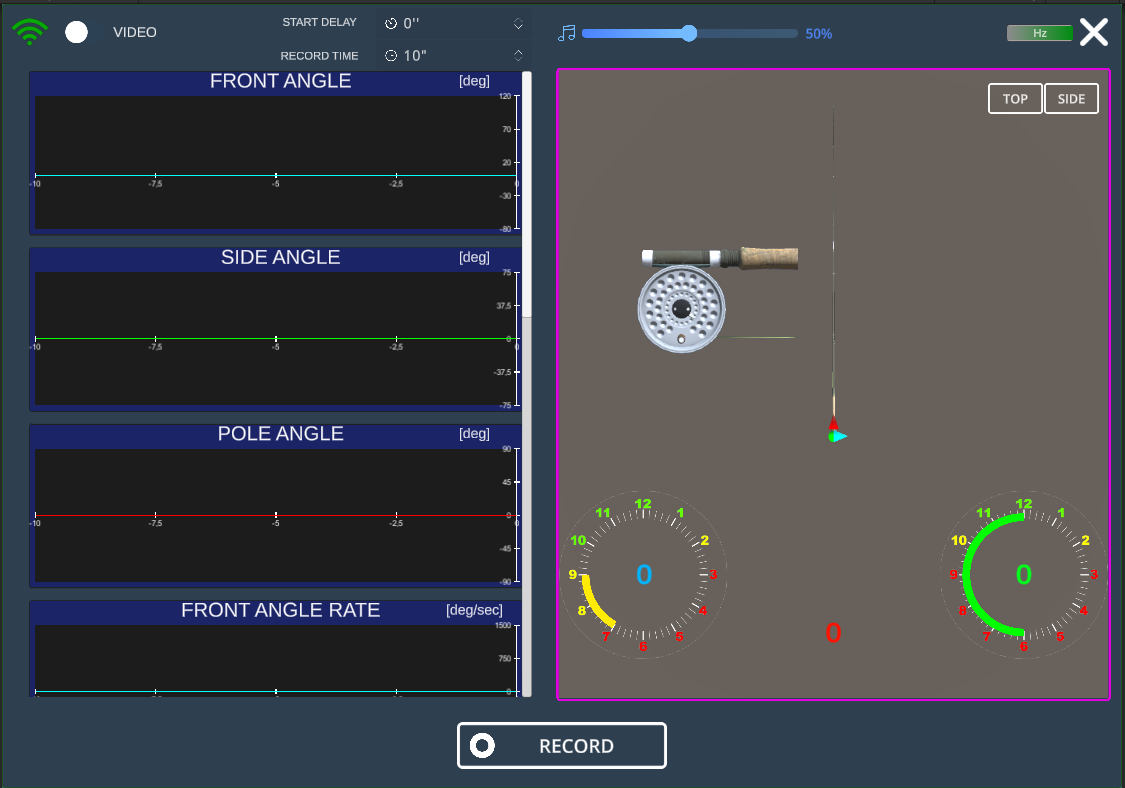 VIDEO
START DELAY
0''
RECORD TIME
10"
50%
Hz
FRONT ANGLE [deg]
120
70
20
-10 -7,5 -5 -2,5 0
-30
-80
SIDE ANGLE [deg]
75
37,5
0
-10 -7,5 -5 -2,5 0
-37,5
-75
POLE ANGLE [deg]
90
45
0
-10 -7,5 -5 -2,5 0
-45
-90
FRONT ANGLE RATE [deg/sec]
1500
750
0
TOP SIDE
12
11 1
10 2
9 0 3
8 4
7 5
6
0
12
11 1
10 2
9 0 3
8 4
7 5
6
RECORD